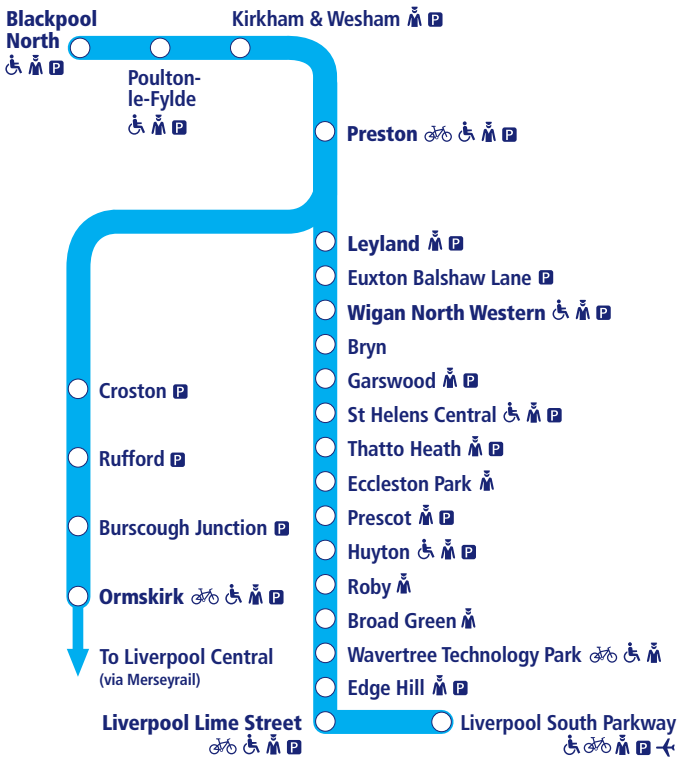 Blackpool
North
P
Kirkham & Wesham P
Poulton-
le-Fylde
P
Preston P
Leyland P
Euxton Balshaw Lane P
Wigan North Western P
Bryn
Garswood P
St Helens Central P
Thatto Heath P
Eccleston Park
Prescot P
Huyton P
Roby
Broad Green
Wavertree Technology Park
Edge Hill P
Croston P
Rufford P
Burscough Junction P
Ormskirk P
To Liverpool Central
(via Merseyrail)
Liverpool Lime Street
P
Liverpool South Parkway
P